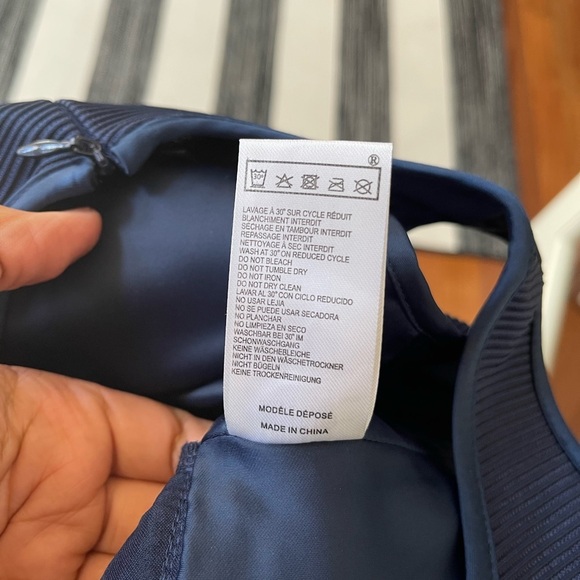 ®
30°
LAVAGE À 30° SUR CYCLE RÉDUIT
BLANCHIMENT INTERDIT
SÉCHAGE EN TAMBOUR INTERDIT
REPASSAGE INTERDIT
NETTOYAGE À SEC INTERDIT
WASH AT 30° ON REDUCED CYCLE
DO NOT BLEACH
DO NOT TUMBLE DRY
DO NOT IRON
DO NOT DRY CLEAN
LAVAR AL 30° CON CICLO REDUCIDO
NO USAR LEJIA
NO SE PUEDE USAR SECADORA
NO PLANCHAR
NO LIMPIEZA EN SECO
WASCHBAR BEI 30° IM
SCHONWASCHGANG
KEINE WÄSCHEBLEICHE
NICHT IN DEN WÄSCHETROCKNER
NICHT BÜGELN
KEINE TROCKENREINIGUNG
MODÈLE DÉPOSÉ
MADE IN CHINA